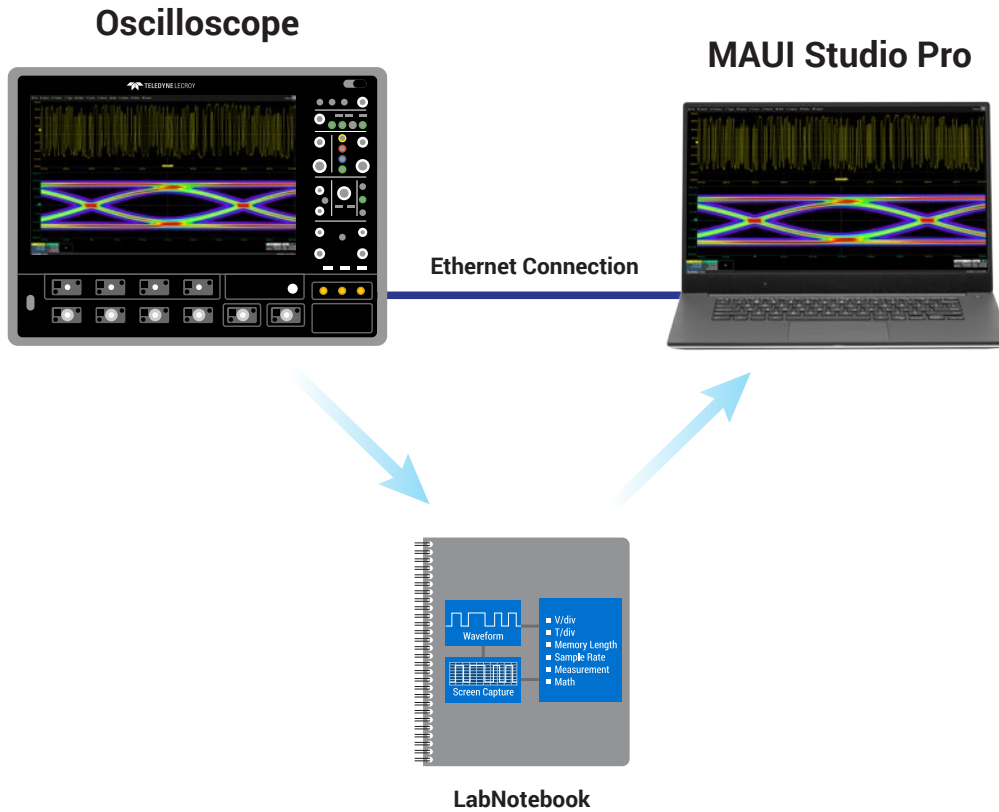 Oscilloscope
MAUI Studio Pro
TELEDYNE LECROY
Ethernet Connection
Waveform
Screen Capture
V/div
T/div
Memory Length
Sample Rate
Measurement
Math
LabNotebook